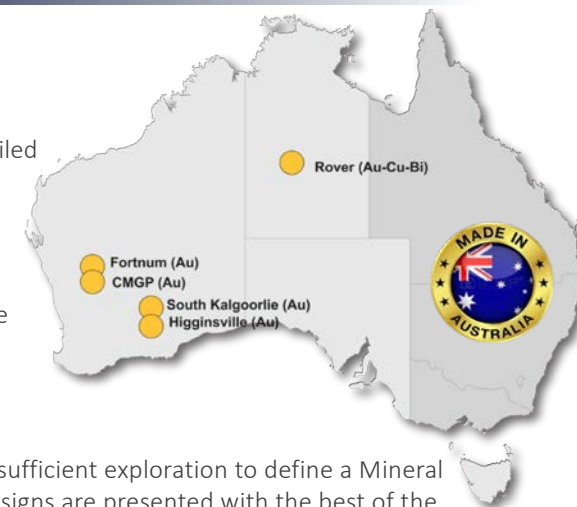 iled
Rover (Au-Cu-Bi)
MADE IN
AUSTRALIA
Fortnum (Au)
CMGP (Au)
South Kalgoorlie (Au)
Higginsville (Au)
e
sufficient exploration to define a Mineral
signs are presented with the best of the